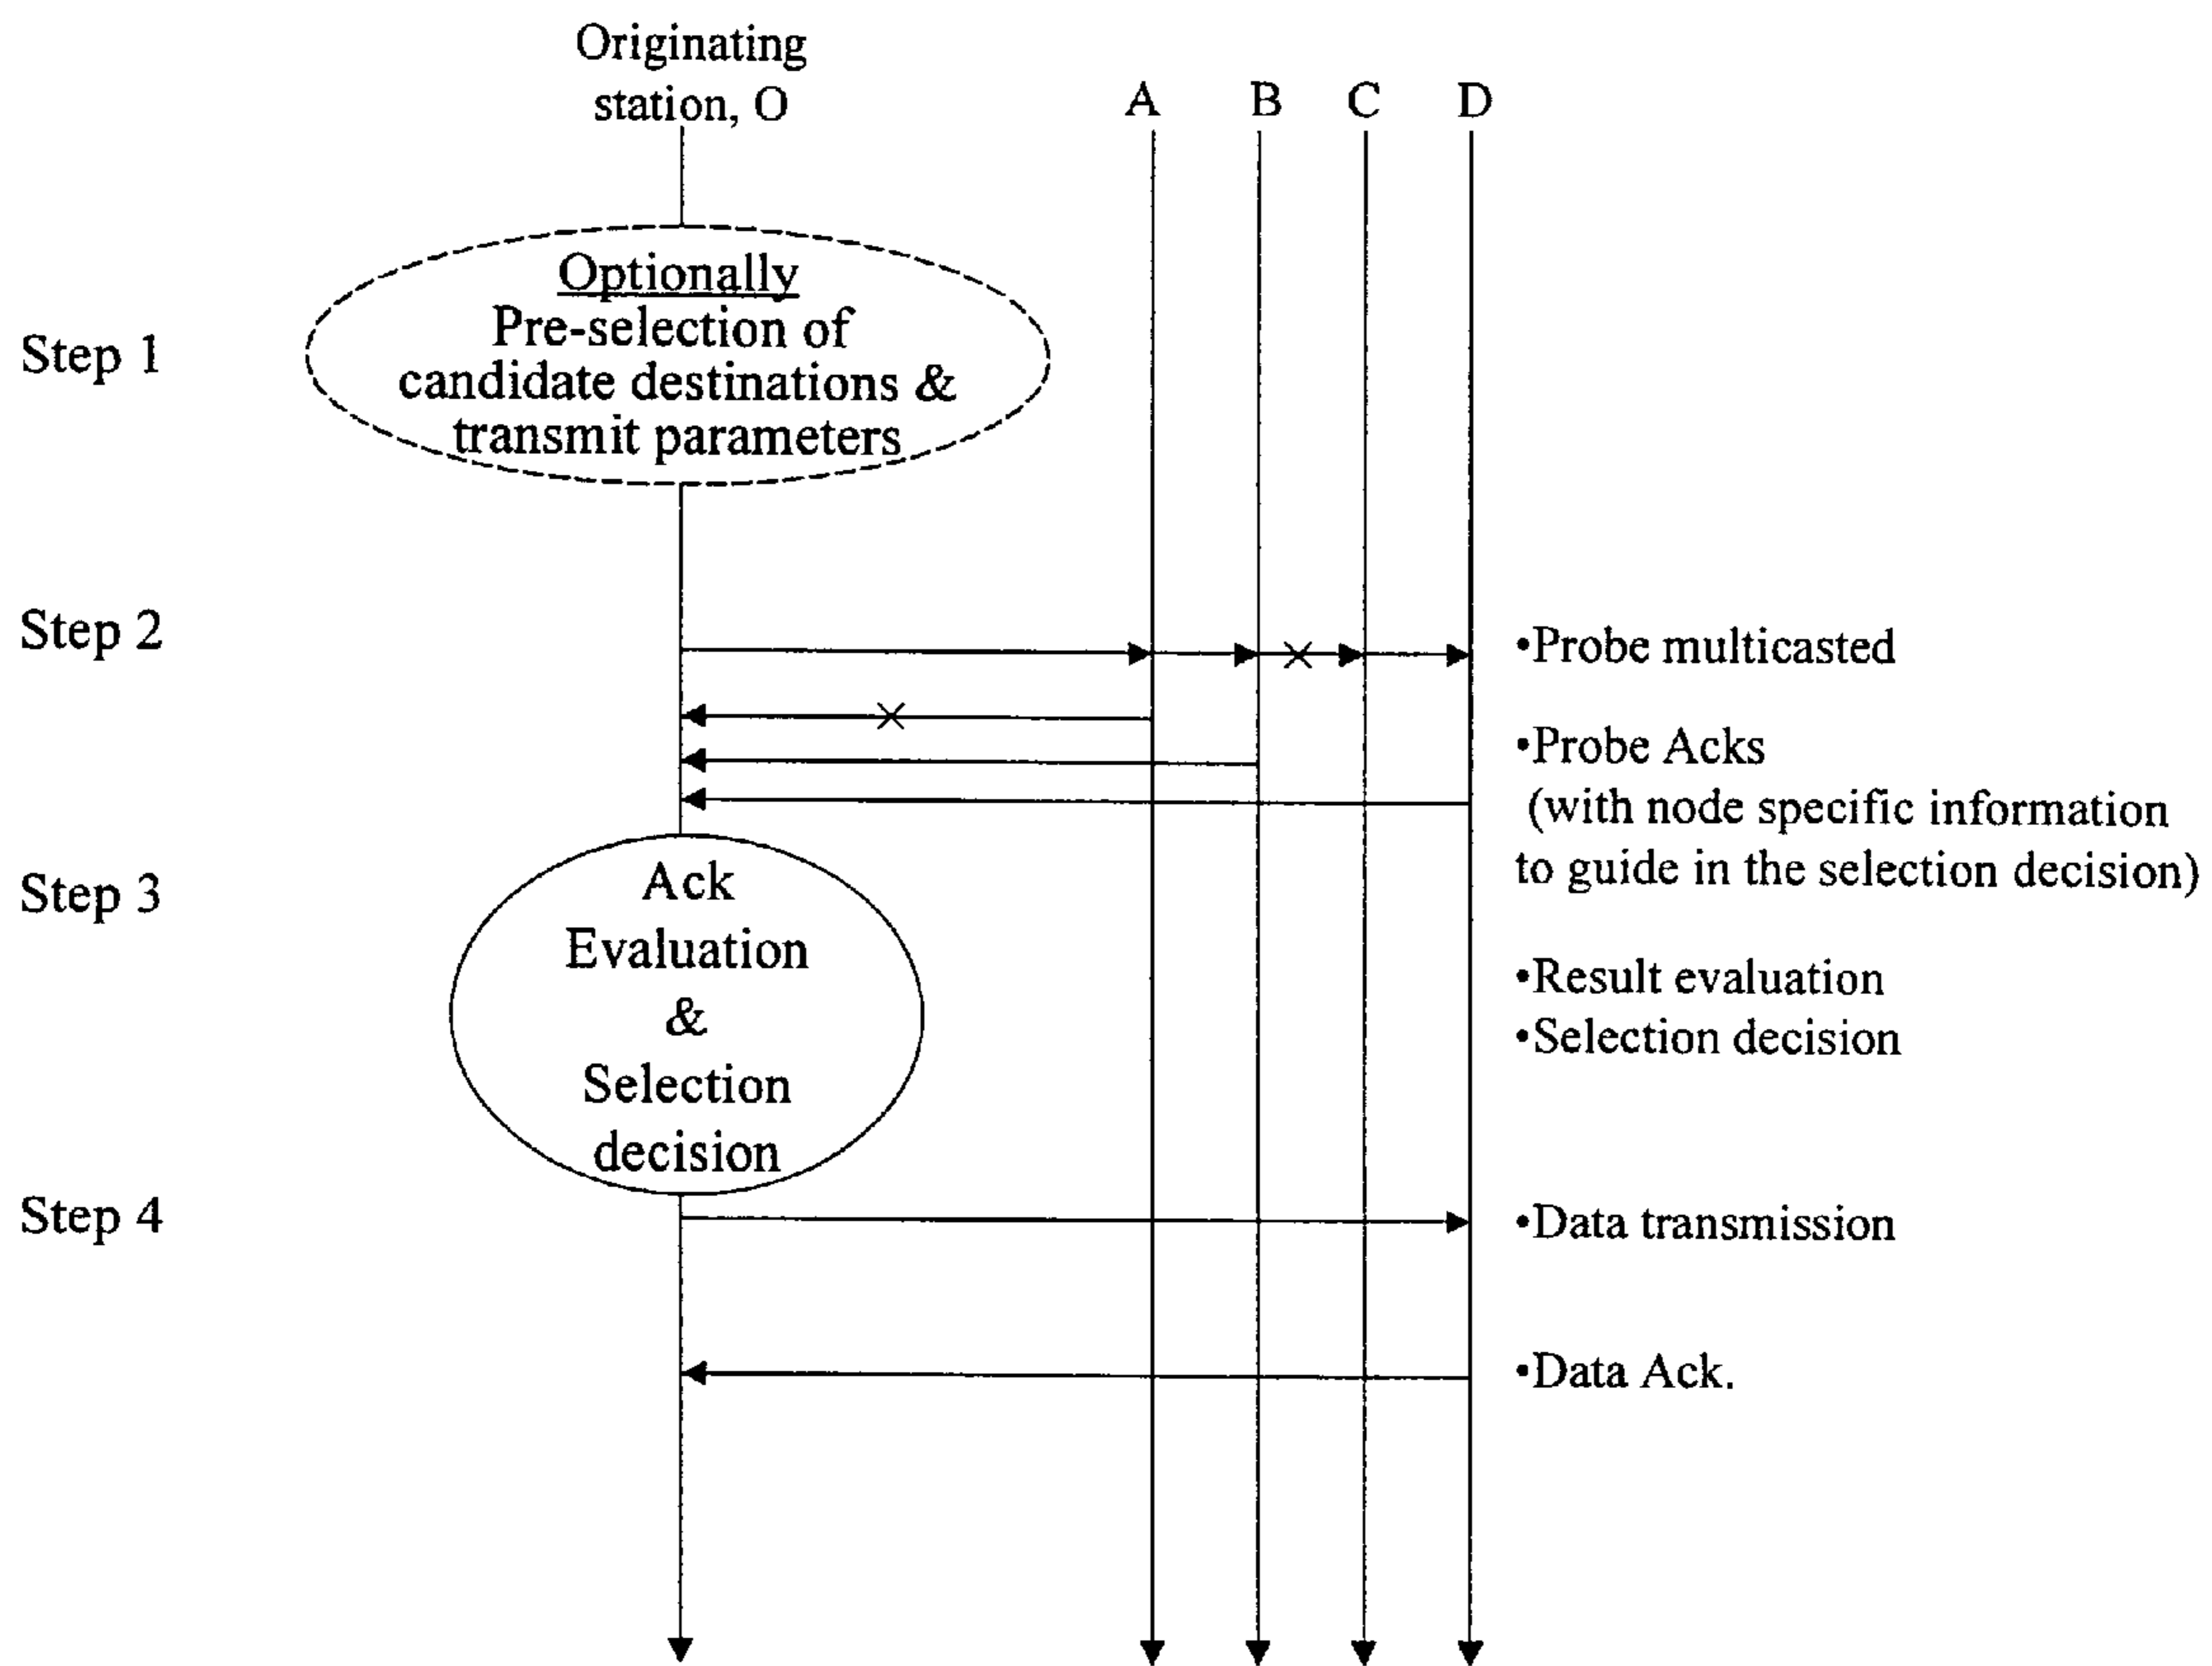 Originating
station, O
A B C D
Step 1
Optionally
Pre-selection of
candidate destinations &
transmit parameters
Step 2
•Probe multicasted
•Probe Acks
(with node specific information
to guide in the selection decision)
Step 3
Ack
Evaluation
&
Selection
decision
•Result evaluation
•Selection decision
Step 4
•Data transmission
•Data Ack.